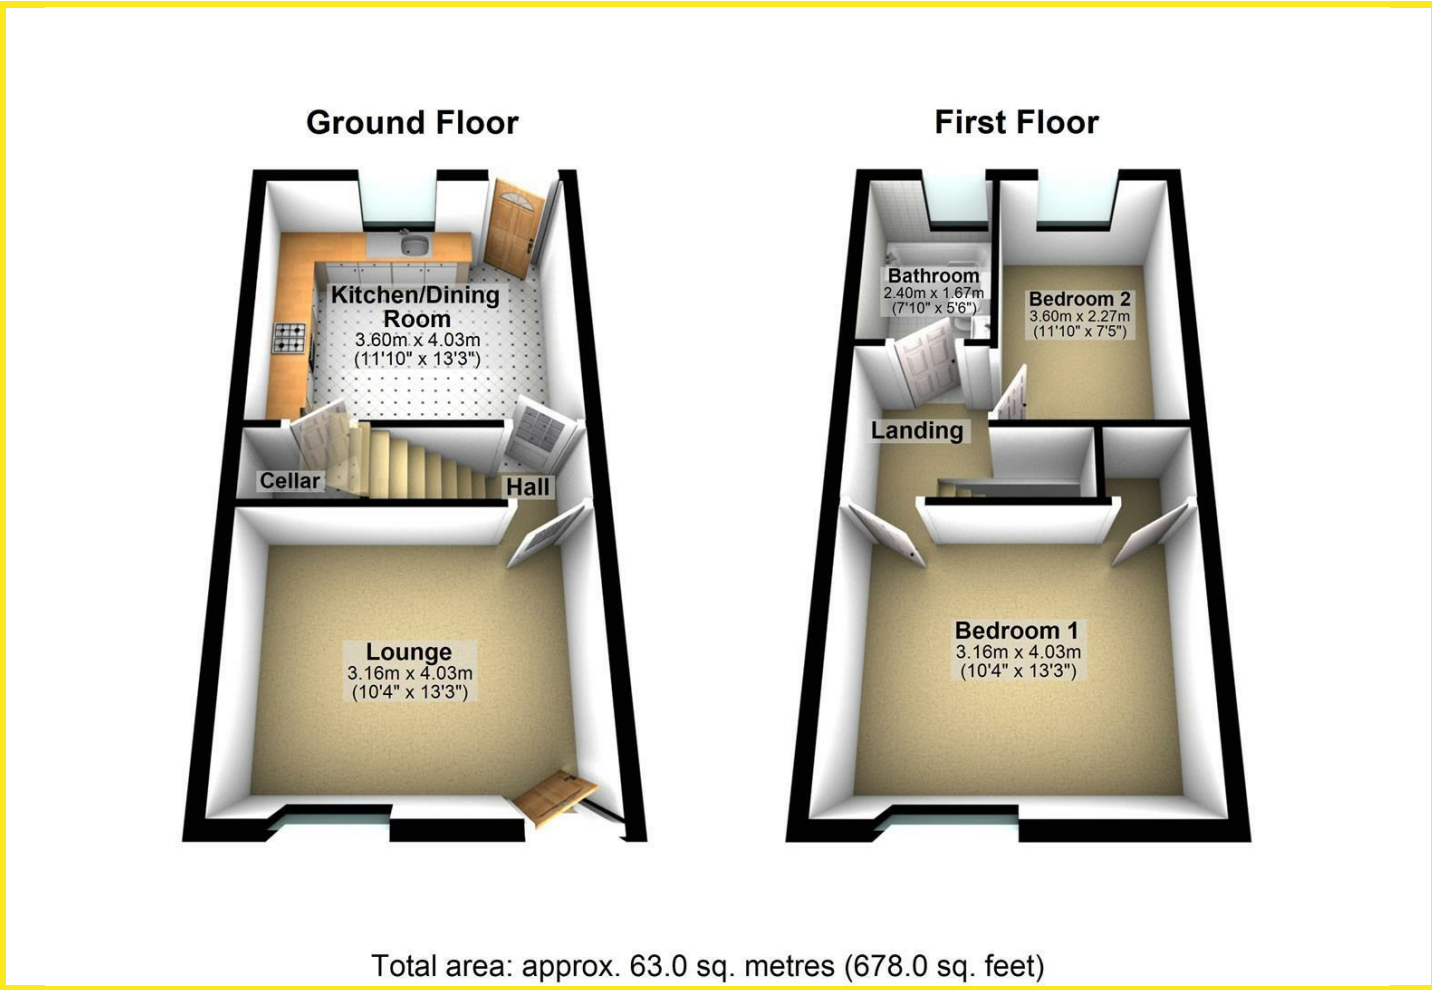 Ground Floor
Kitchen/Dining
Room
3.60m x 4.03m
(11'10" x 13'3")
Cellar
Hall
Lounge
3.16m x 4.03m
(10'4" x 13'3")
First Floor
Bathroom
2.40m x 1.67m
(7'10" x 5'6")
Bedroom 2
3.60m x 2.27m
(11'10" x 7'5")
Landing
Bedroom 1
3.16m x 4.03m
(10'4" x 13'3")
Total area: approx. 63.0 sq. metres (678.0 sq. feet)